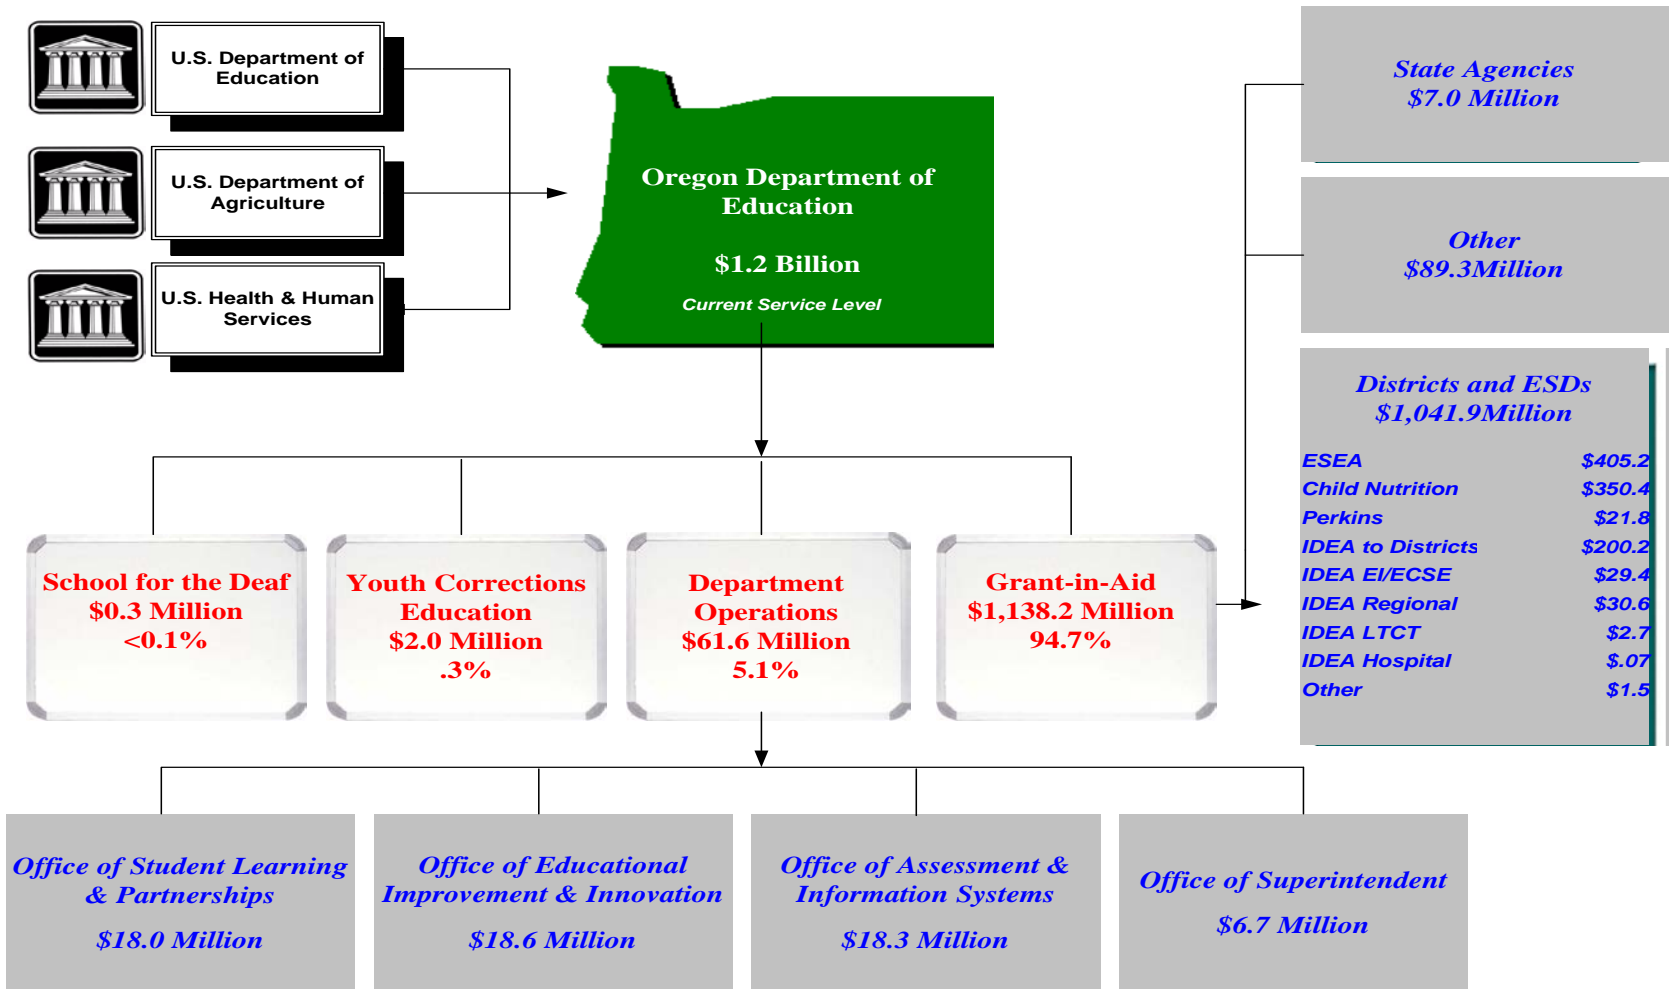 U.S. Department of
Education
U.S. Department of
Agriculture
U.S. Health & Human
Services
Oregon Department of
Education
$1.2 Billion
Current Service Level
State Agencies
$7.0 Million
Other
$89.3Million
Districts and ESDs
$1,041.9Million
ESEA $405.2
Child Nutrition $350.4
Perkins $21.8
IDEA to Districts $200.2
IDEA EI/ECSE $29.4
IDEA Regional $30.6
IDEA LTCT $2.7
IDEA Hospital $.07
Other $1.5
School for the Deaf
$0.3 Million
<0.1%
Youth Corrections
Education
$2.0 Million
.3%
Department
Operations
$61.6 Million
5.1%
Grant-in-Aid
$1,138.2 Million
94.7%
Office of Student Learning
& Partnerships
$18.0 Million
Office of Educational
Improvement & Innovation
$18.6 Million
Office of Assessment &
Information Systems
$18.3 Million
Office of Superintendent
$6.7 Million